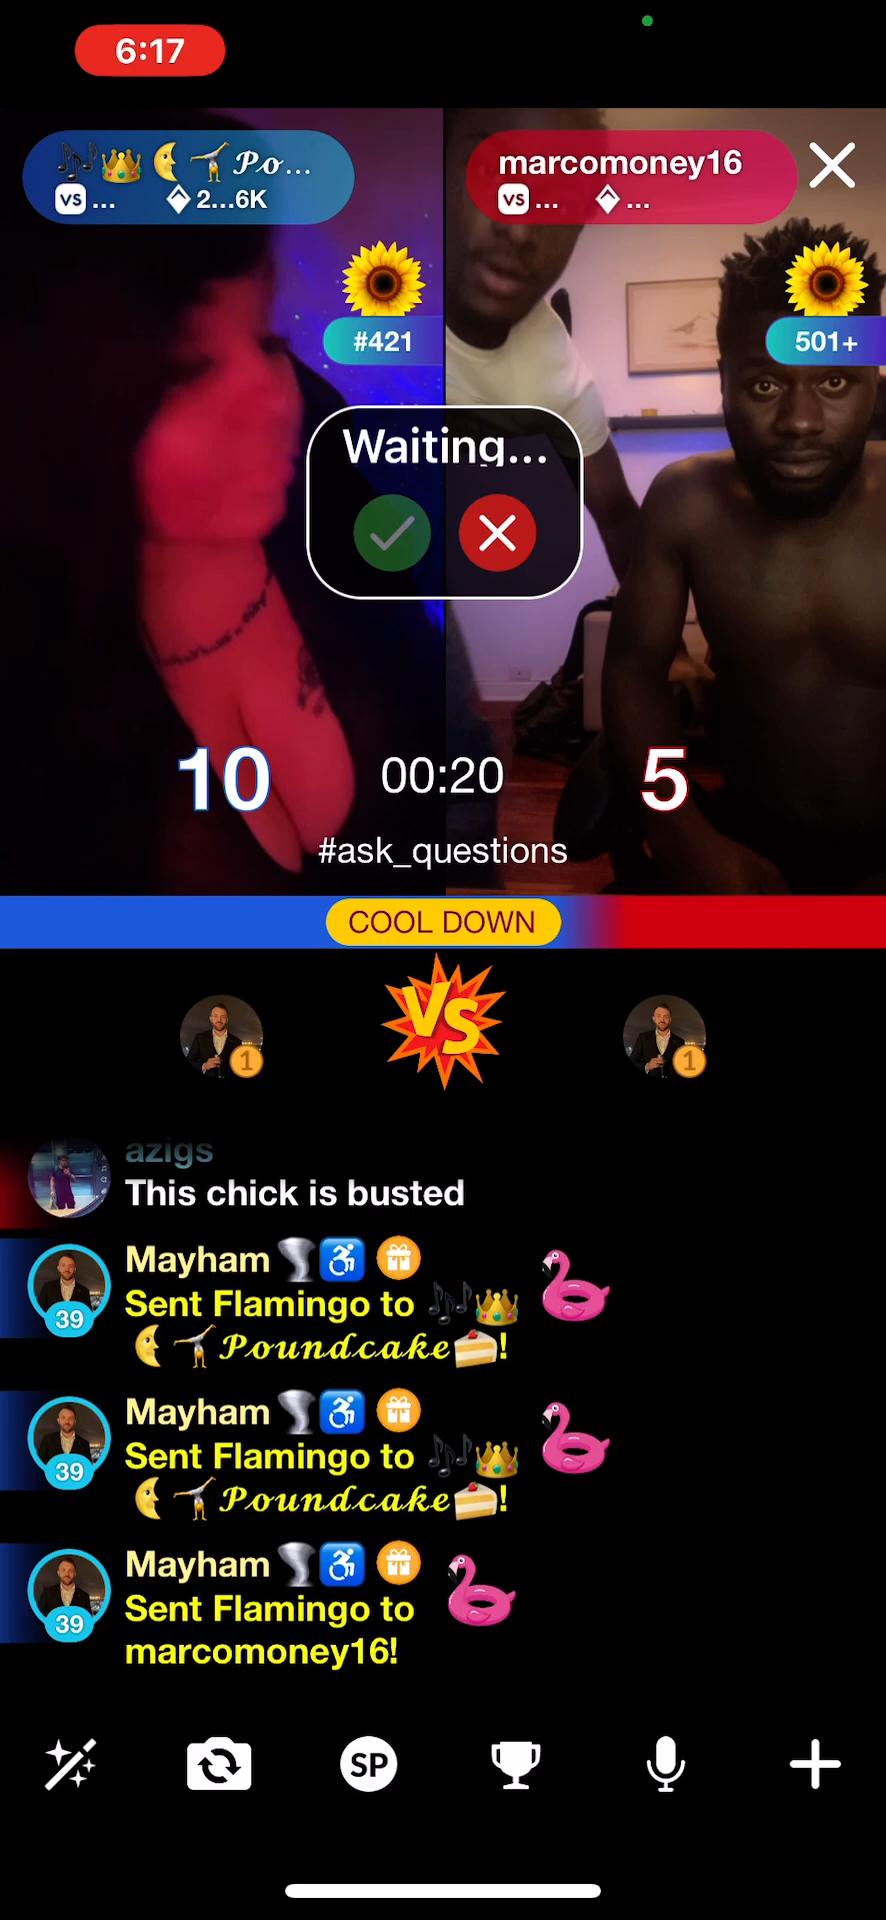 6:17
🎶👑🌜🤸𝓟𝓸...
VS ... 2...6K
marcomoney16
VS ... ...
#421
501+
Waiting...
10
00:20
5
#ask_questions
COOL DOWN
VS
1
1
azigs
This chick is busted
Mayham🌪️♿
39
Sent Flamingo to 🎶👑
🌜🤸𝓟𝓸𝓾𝓷𝓭𝓬𝓪𝓴𝓮🍰!
Mayham🌪️♿
39
Sent Flamingo to 🎶👑
🌜🤸𝓟𝓸𝓾𝓷𝓭𝓬𝓪𝓴𝓮🍰!
Mayham🌪️♿
39
Sent Flamingo to
marcomoney16!
SP